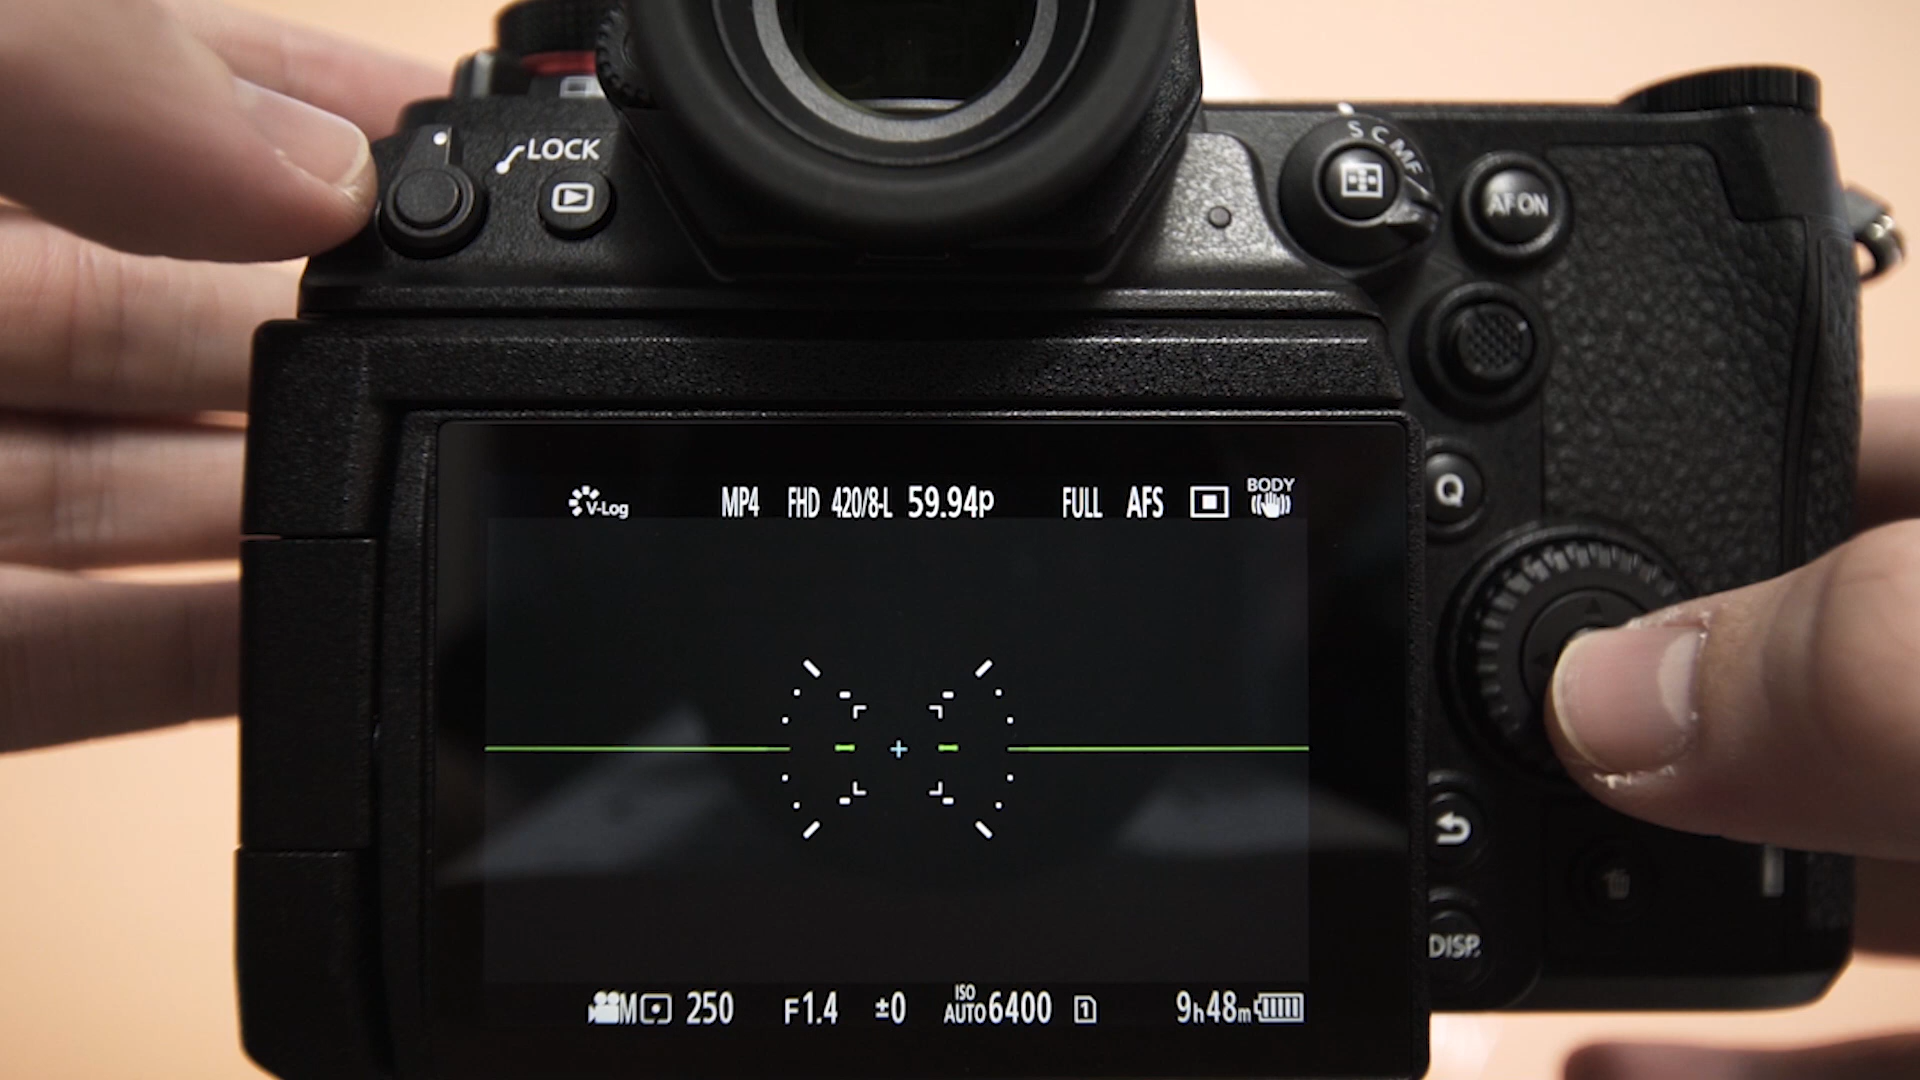 LOCK
S C MF
AF ON
Q
V-Log MP4 FHD 420/8-L 59.94p FULL AFS BODY
DISP.
M 250 F1.4 ±0 ISO AUTO 6400 1 9h48m